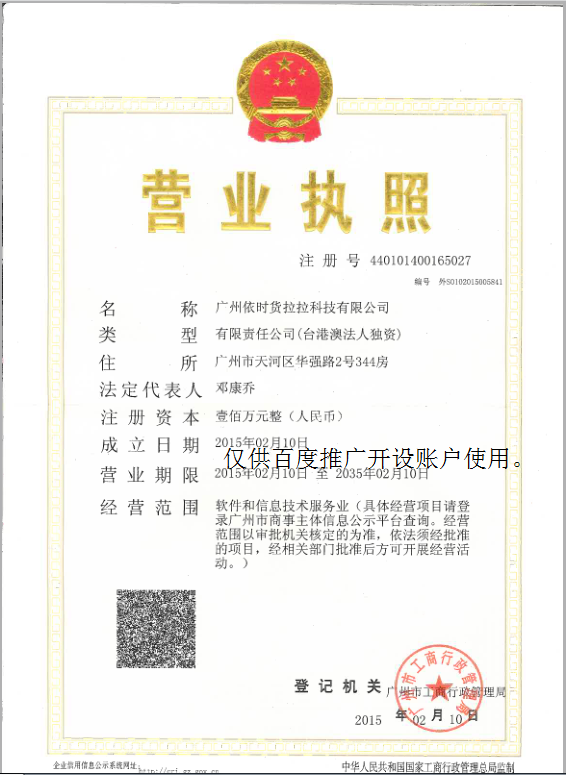 营业执照
注册号 440101400165027
编号 外S0102015005841
名称 广州依时货拉拉科技有限公司
类型 有限责任公司(台港澳法人独资)
住所 广州市天河区华强路2号344房
法定代表人 邓康乔
注册资本 壹佰万元整（人民币）
成立日期 2015年02月10日
仅供百度推广开设账户使用。
营业期限 2015年02月10日 至 2035年02月10日
经营范围 软件和信息技术服务业（具体经营项目请登
录广州市商事主体信息公示平台查询。经营
范围以审批机关核定的为准，依法须经批准
的项目，经相关部门批准后方可开展经营活
动。）
广州市工商行政管理局
登记机关 广州市工商行政管理局
2015 年 02 月 10 日
企业信用信息公示系统网址：
中华人民共和国国家工商行政管理总局监制